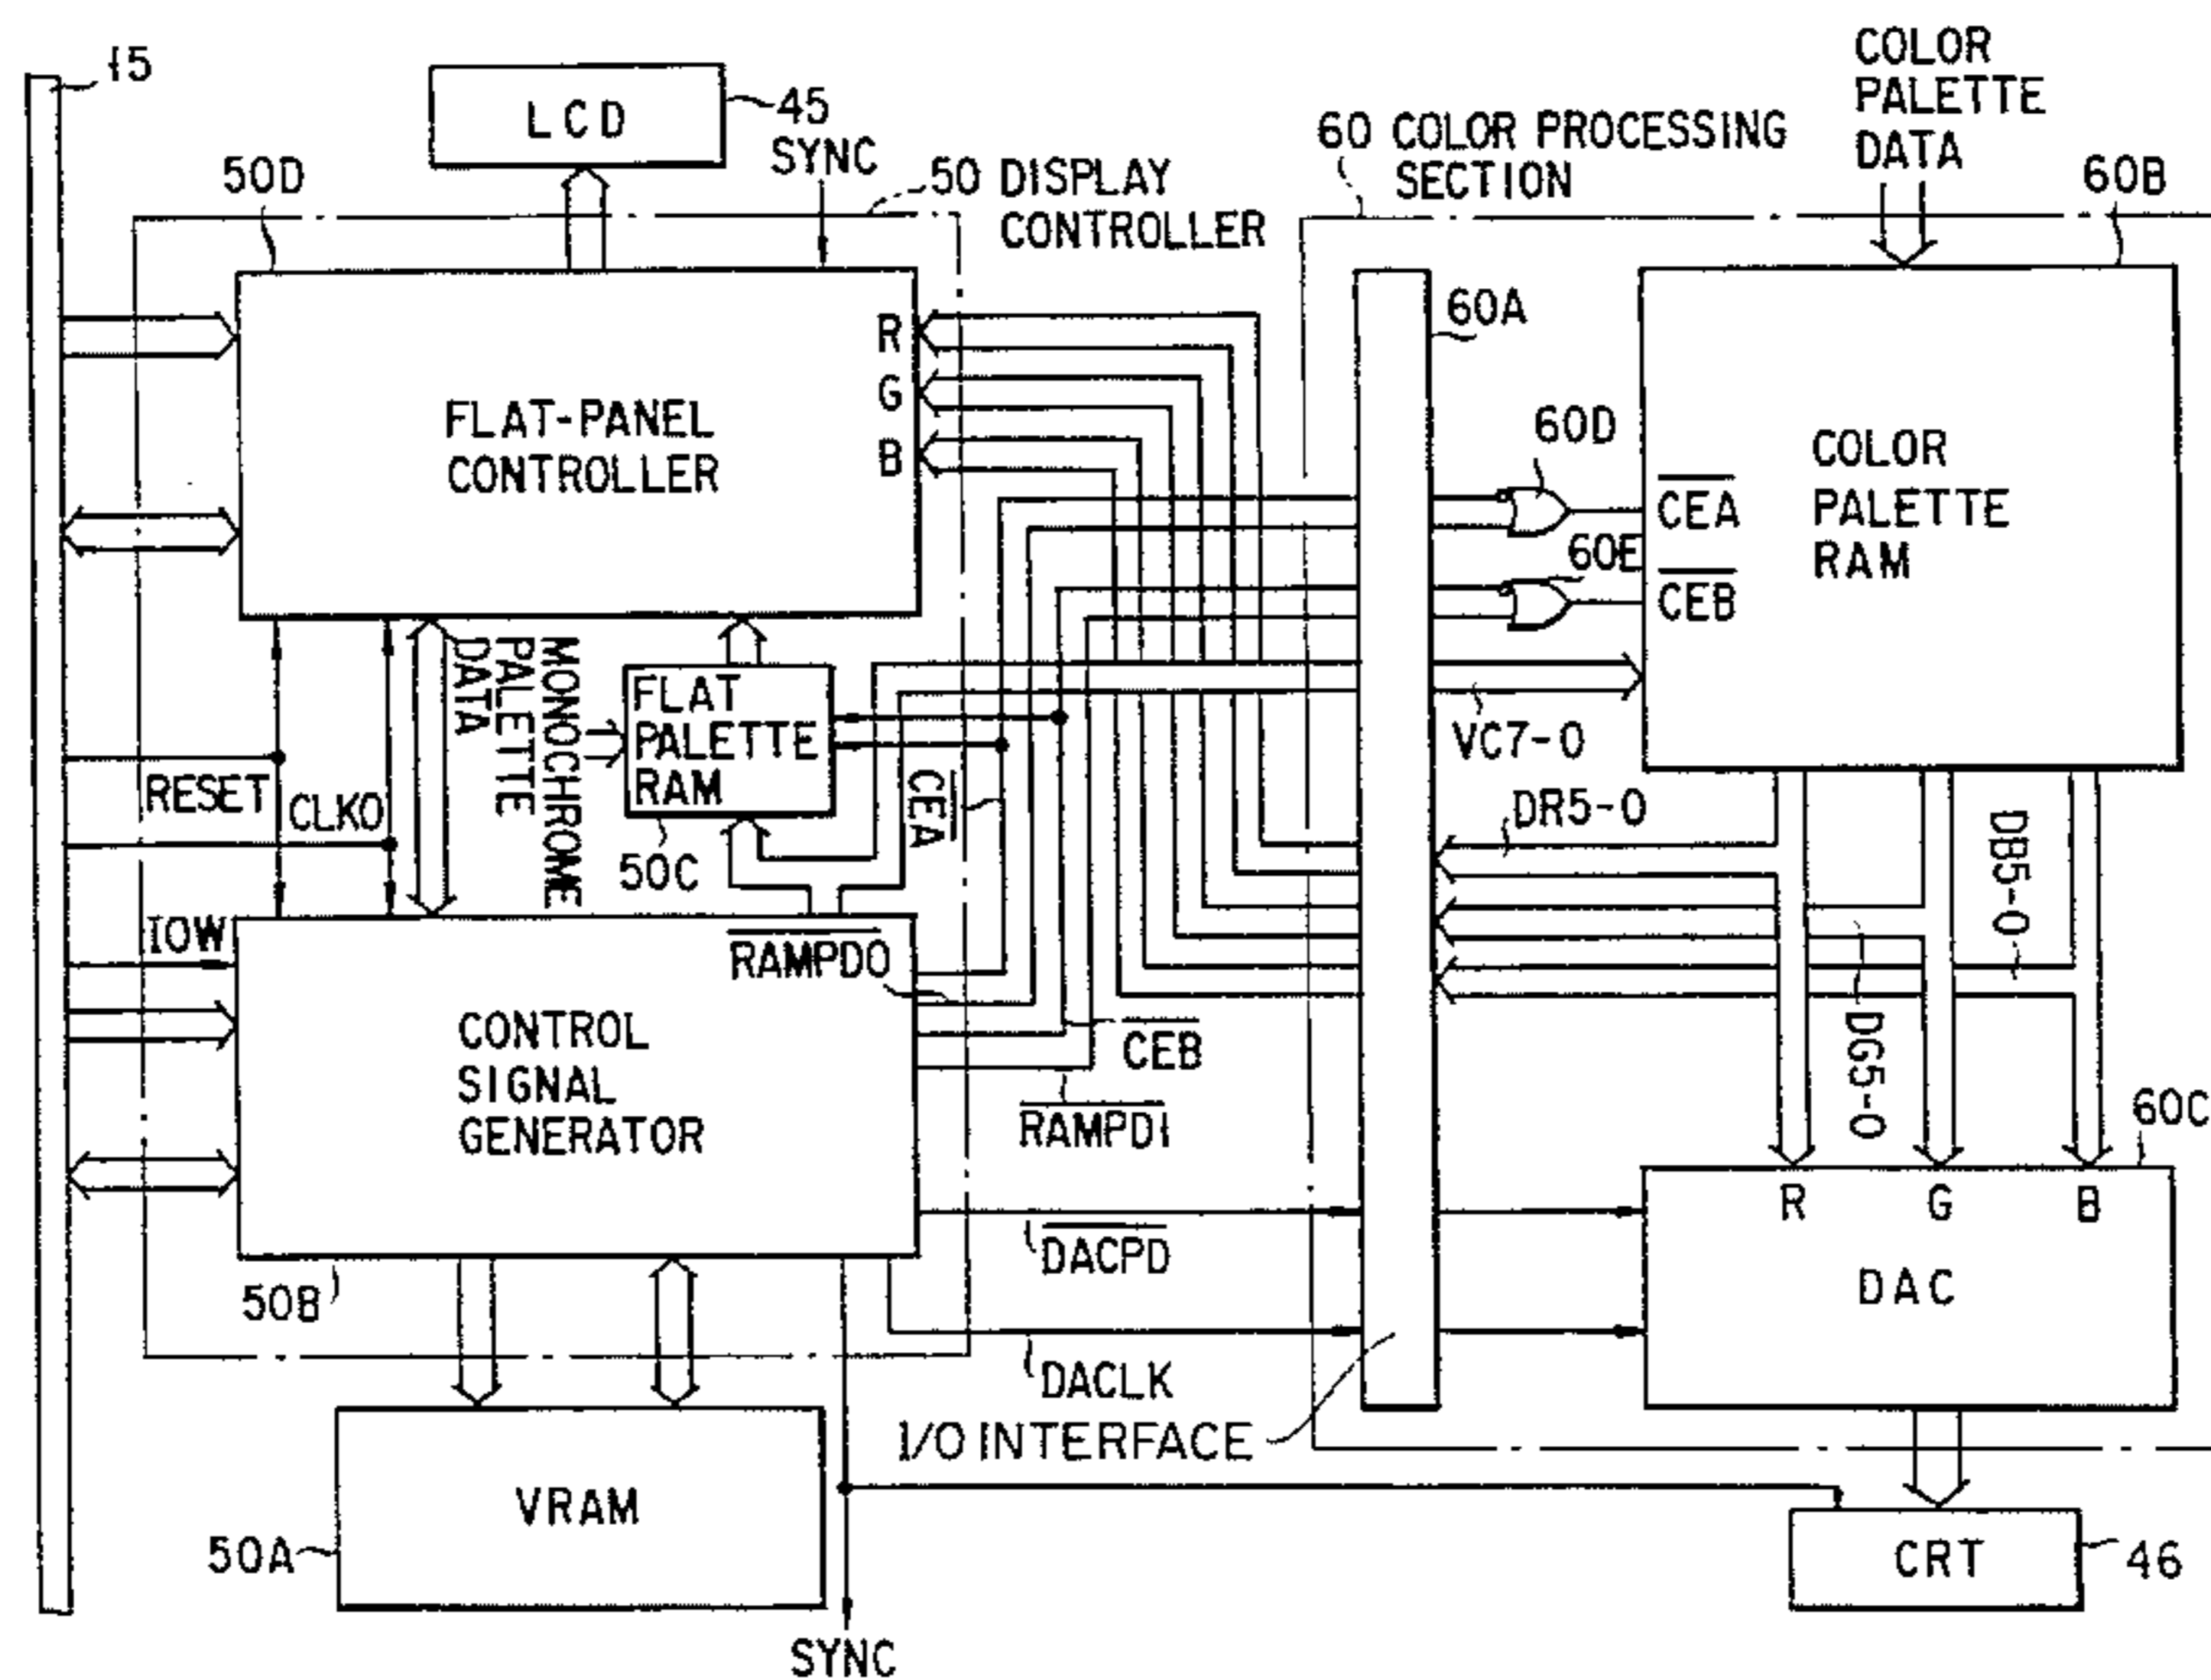 15
LCD
45
SYNC
50 DISPLAY
CONTROLLER
50D
60 COLOR PROCESSING
SECTION
COLOR
PALETTE
DATA
60B
60A
R
G
B
FLAT-PANEL
CONTROLLER
60D
CEA
60E
CEB
COLOR
PALETTE
RAM
VC7-0
MONOCHROME
PALETTE
DATA
FLAT
PALETTE
RAM
50C
CEA
RESET
CLK0
DR5-0
DB5-0
DG5-0
IOW
RAMPD0
CONTROL
SIGNAL
GENERATOR
CEB
RAMPD1
60C
R G B
DAC
DACPD
50B
DACLK
I/O INTERFACE
VRAM
50A
CRT
46
SYNC